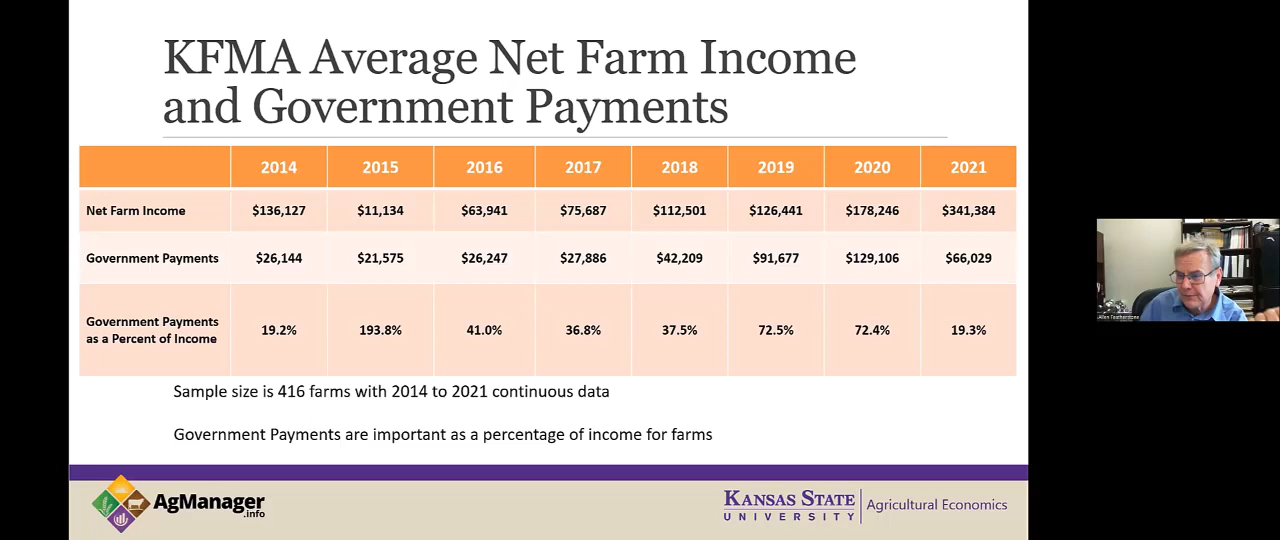 KFMA Average Net Farm Income
and Government Payments
2014 2015 2016 2017 2018 2019 2020 2021
Net Farm Income $136,127 $11,134 $63,941 $75,687 $112,501 $126,441 $178,246 $341,384
Government Payments $26,144 $21,575 $26,247 $27,886 $42,209 $91,677 $129,106 $66,029
Government Payments
as a Percent of Income 19.2% 193.8% 41.0% 36.8% 37.5% 72.5% 72.4% 19.3%
Sample size is 416 farms with 2014 to 2021 continuous data
Government Payments are important as a percentage of income for farms
AgManager
.info
KANSAS STATE
UNIVERSITY
Agricultural Economics
Allen Featherstone